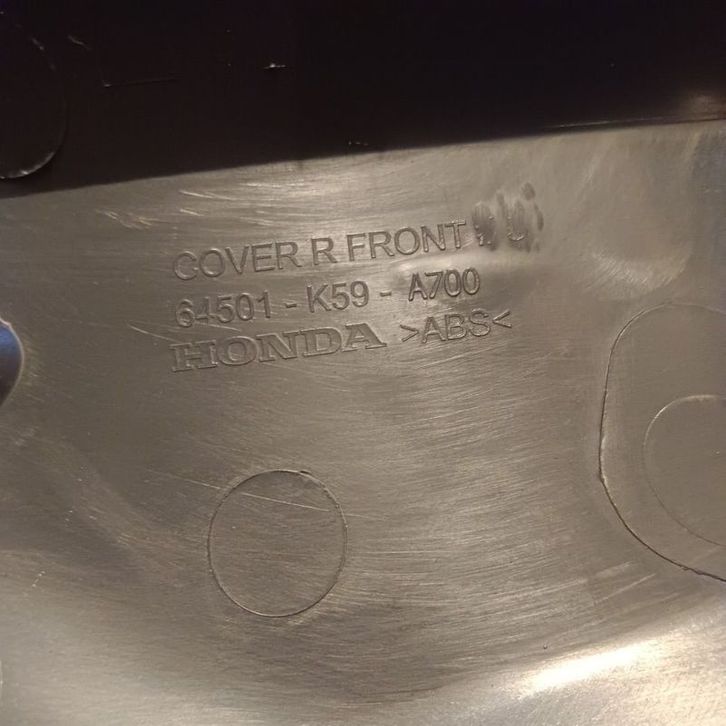 COVER R FRONT
64501 - K59 - A700
HONDA >ABS<